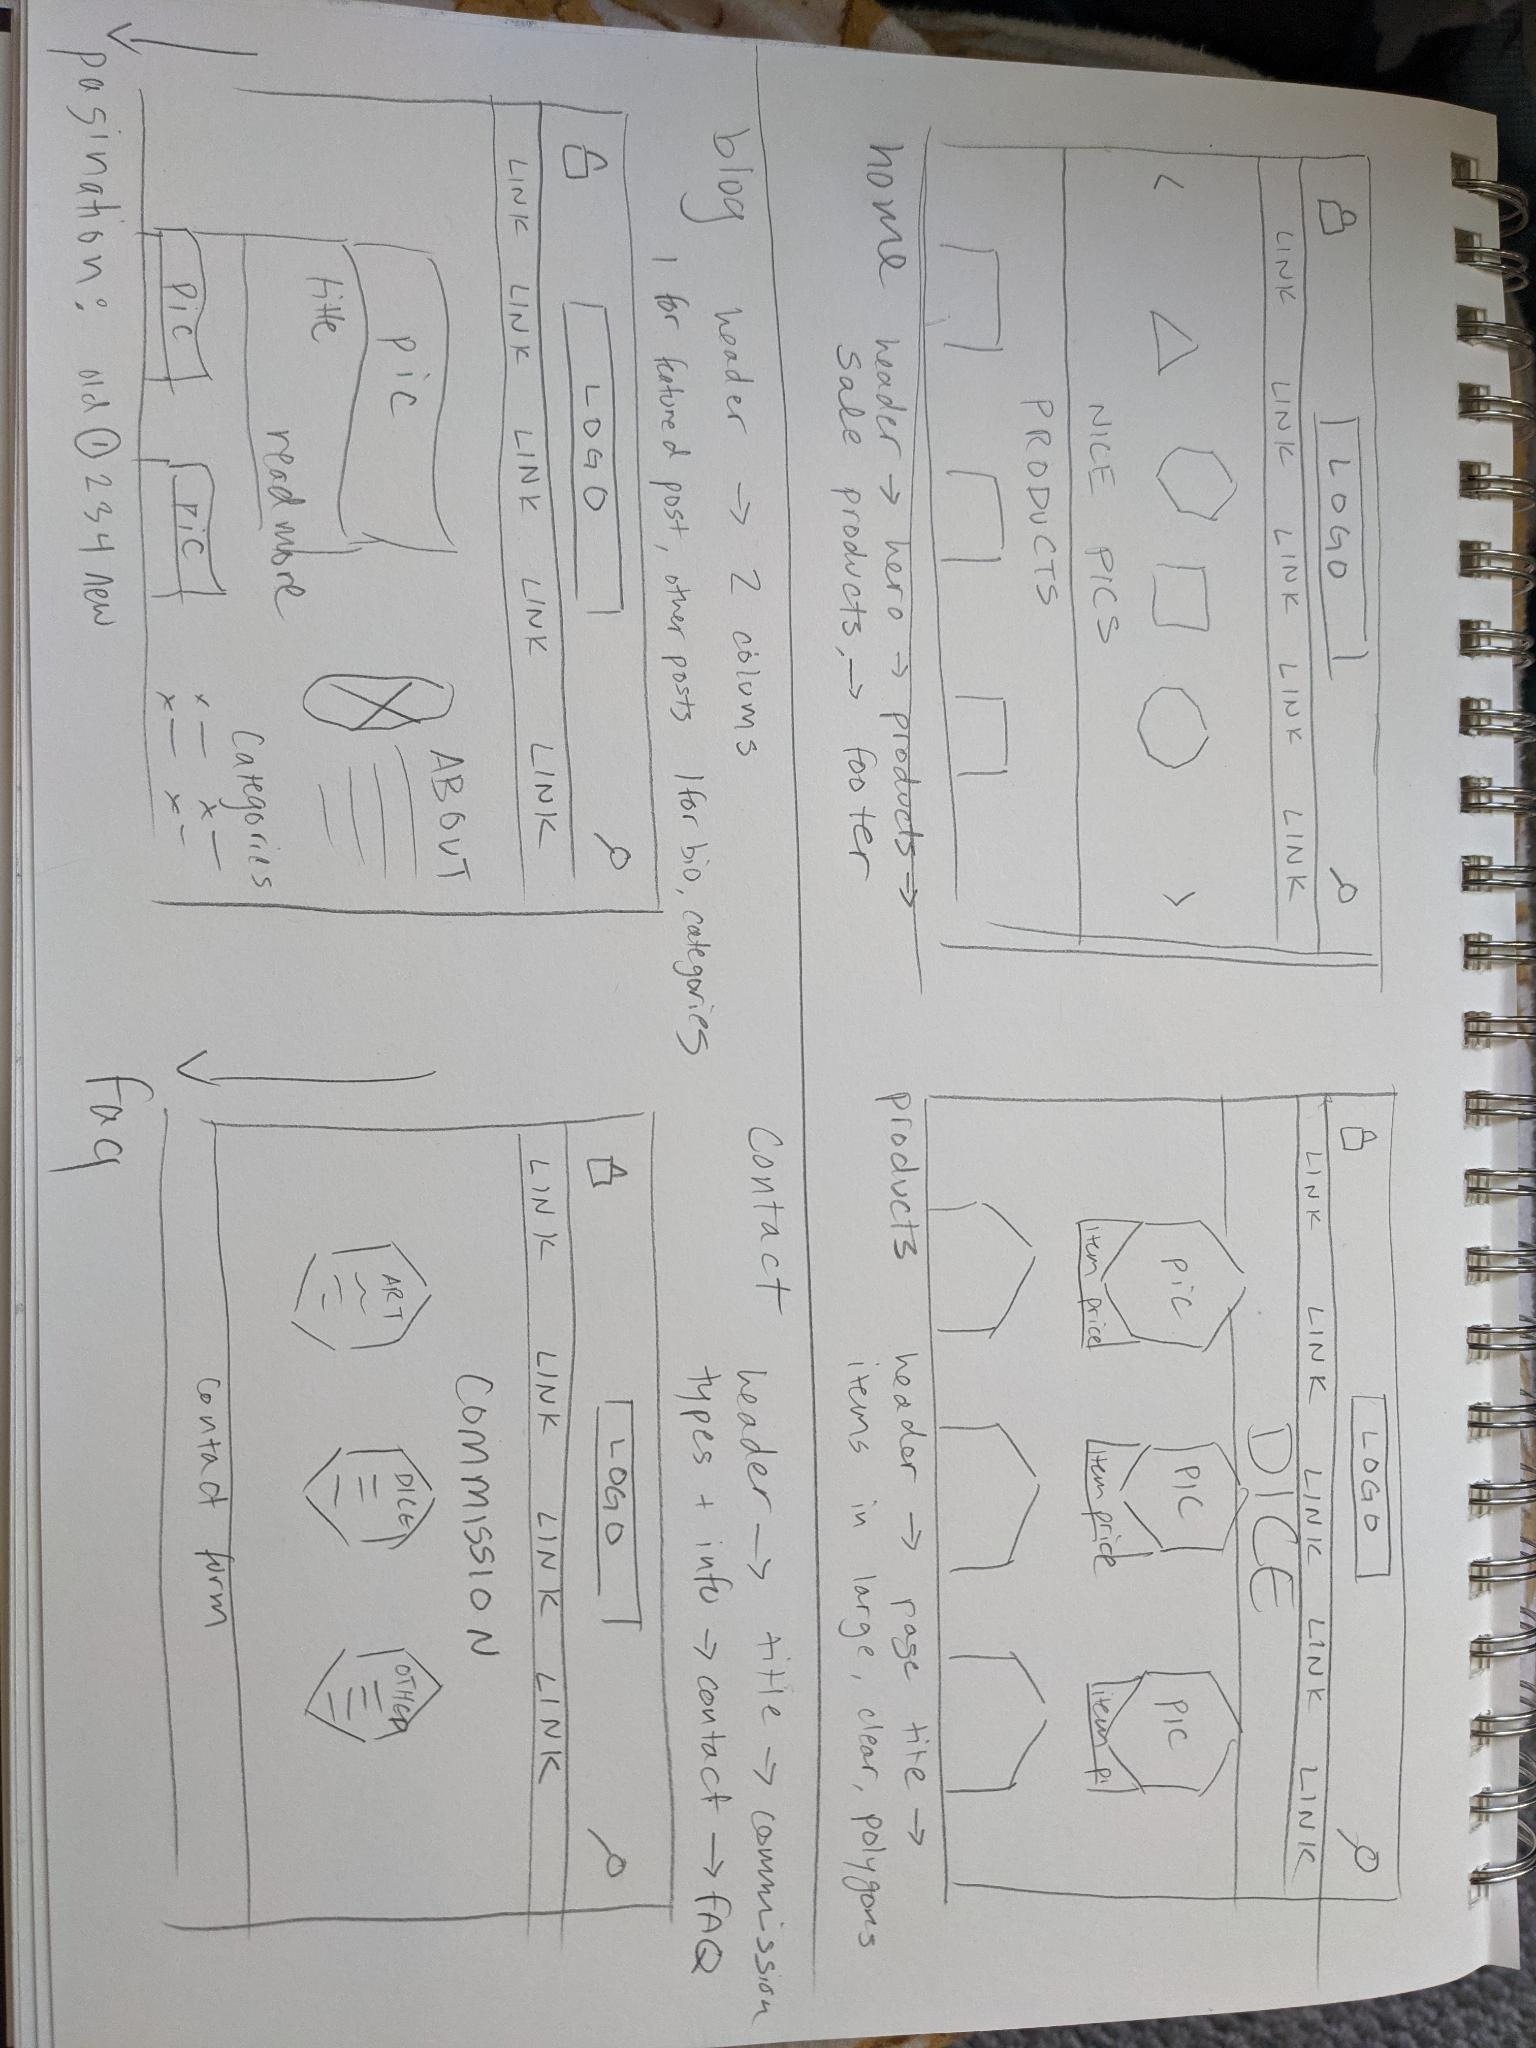 LOGO
LINK LINK LINK LINK LINK
NICE PICS
PRODUCTS
home header → hero → products →
sale products, → footer
LOGO
LINK LINK LINK LINK LINK
DICE
pic PIC PIC
item price item price item pi
products header → page title →
items in large, clear, polygons
blog header → 2 colums
1 for featured post, other posts 1 for bio, categories
LOGO
LINK LINK LINK LINK LINK
pic
title
read more
ABOUT
Categories
x x
x x
PIC PIC
pagination: old ① 2 3 4 new
Contact header → title → commission
types + info → contact → FAQ
LOGO
LINK LINK LINK LINK
COMMISSION
ART DICE OTHER
Contact form
faq